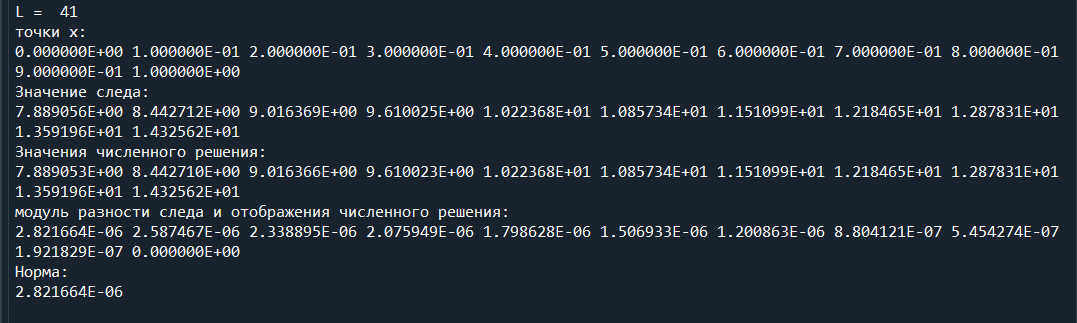 L =  41
точки x:
0.000000E+00 1.000000E-01 2.000000E-01 3.000000E-01 4.000000E-01 5.000000E-01 6.000000E-01 7.000000E-01 8.000000E-01
9.000000E-01 1.000000E+00
Значение следа:
7.889056E+00 8.442712E+00 9.016369E+00 9.610025E+00 1.022368E+01 1.085734E+01 1.151099E+01 1.218465E+01 1.287831E+01
1.359196E+01 1.432562E+01
Значения численного решения:
7.889053E+00 8.442710E+00 9.016366E+00 9.610023E+00 1.022368E+01 1.085734E+01 1.151099E+01 1.218465E+01 1.287831E+01
1.359196E+01 1.432562E+01
модуль разности следа и отображения численного решения:
2.821664E-06 2.587467E-06 2.338895E-06 2.075949E-06 1.798628E-06 1.506933E-06 1.200863E-06 8.804121E-07 5.454274E-07
1.921829E-07 0.000000E+00
Норма:
2.821664E-06